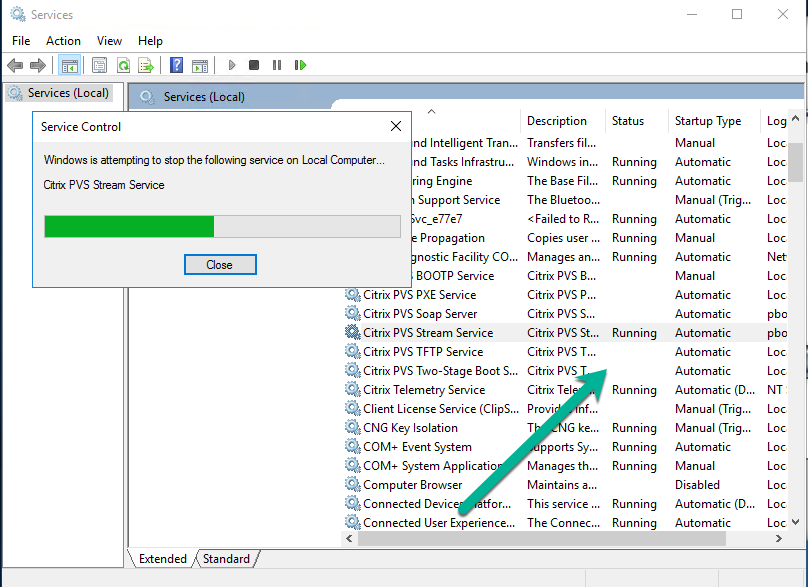 Services
File Action View Help
Services (Local)
Services (Local)
Service Control
Windows is attempting to stop the following service on Local Computer...
Citrix PVS Stream Service
Close
Description Status Startup Type Log
nd Intelligent Tran... Transfers fil... Manual Loc
nd Tasks Infrastru... Windows in... Running Automatic Loc
ring Engine The Base Fil... Running Automatic Loc
n Support Service The Bluetoo... Manual (Trig... Loc
Svc_e77e7 <Failed to R... Running Automatic Loc
e Propagation Copies user ... Running Manual Loc
gnostic Facility CO... Manages an... Running Automatic Net
BOOTP Service Citrix PVS B... Manual Loc
Citrix PVS PXE Service Citrix PVS P... Automatic Loc
Citrix PVS Soap Server Citrix PVS S... Automatic pbo
Citrix PVS Stream Service Citrix PVS St... Running Automatic pbo
Citrix PVS TFTP Service Citrix PVS T... Automatic Loc
Citrix PVS Two-Stage Boot S... Citrix PVS T... Automatic Loc
Citrix Telemetry Service Citrix Tele Running Automatic (D... NT
Client License Service (ClipS... Provides inf... Manual (Trig... Loc
CNG Key Isolation The CNG ke... Running Manual (Trig... Loc
COM+ Event System Supports Sy... Running Automatic Loc
COM+ System Application Manages th... Running Manual Loc
Computer Browser Maintains a... Disabled Loc
Connected Devices Platfor... This service ... Running Automatic (D... Loc
Connected User Experience... The Connec... Running Automatic Loc
Extended Standard